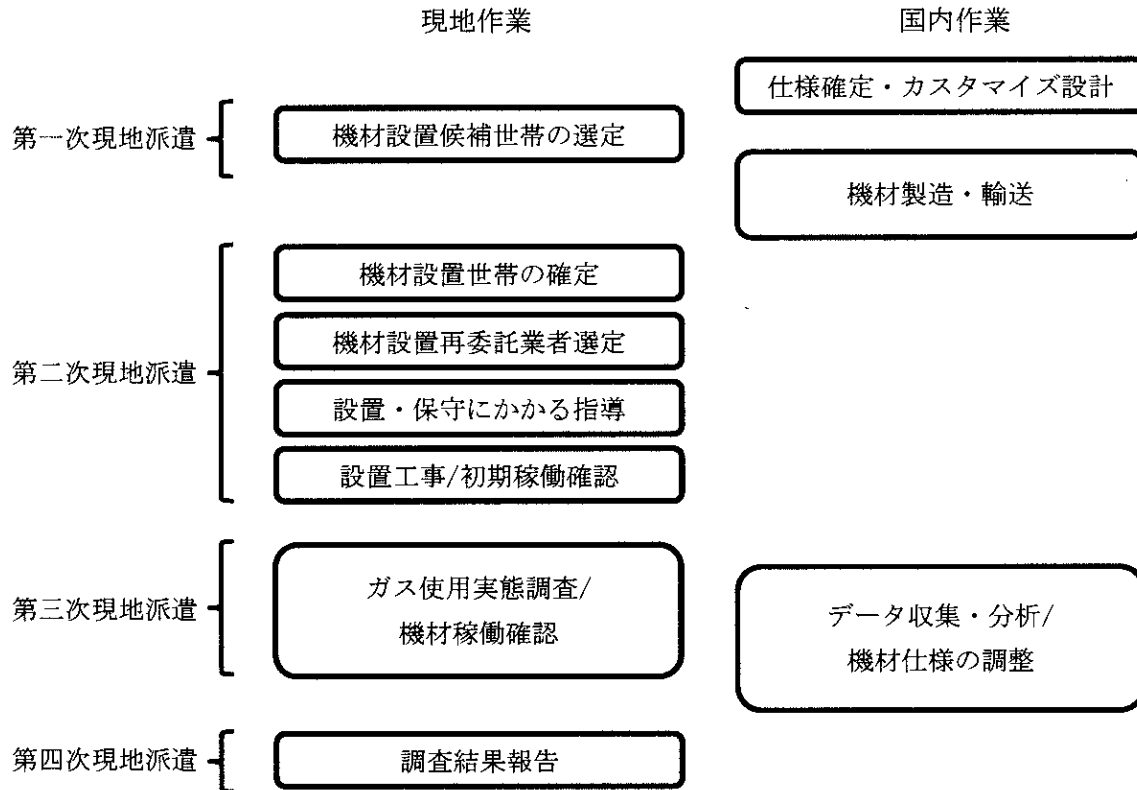 現地作業
国内作業
仕様確定・カスタマイズ設計
第一次現地派遣
機材設置候補世帯の選定
機材製造・輸送
第二次現地派遣
機材設置世帯の確定
機材設置再委託業者選定
設置・保守にかかる指導
設置工事/初期稼働確認
第三次現地派遣
ガス使用実態調査/
機材稼働確認
データ収集・分析/
機材仕様の調整
第四次現地派遣
調査結果報告